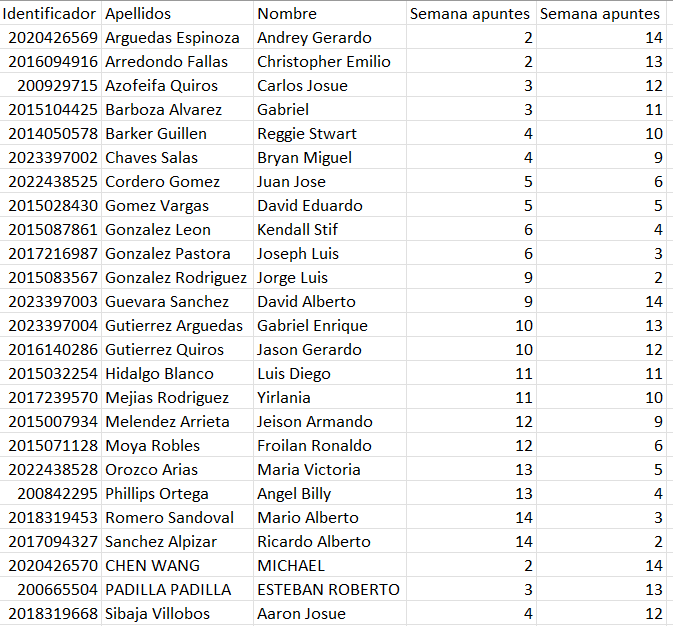 Identificador Apellidos Nombre Semana apuntes Semana apuntes
2020426569 Arguedas Espinoza Andrey Gerardo 2 14
2016094916 Arredondo Fallas Christopher Emilio 2 13
200929715 Azofeifa Quiros Carlos Josue 3 12
2015104425 Barboza Alvarez Gabriel 3 11
2014050578 Barker Guillen Reggie Stwart 4 10
2023397002 Chaves Salas Bryan Miguel 4 9
2022438525 Cordero Gomez Juan Jose 5 6
2015028430 Gomez Vargas David Eduardo 5 5
2015087861 Gonzalez Leon Kendall Stif 6 4
2017216987 Gonzalez Pastora Joseph Luis 6 3
2015083567 Gonzalez Rodriguez Jorge Luis 9 2
2023397003 Guevara Sanchez David Alberto 9 14
2023397004 Gutierrez Arguedas Gabriel Enrique 10 13
2016140286 Gutierrez Quiros Jason Gerardo 10 12
2015032254 Hidalgo Blanco Luis Diego 11 11
2017239570 Mejias Rodriguez Yirlania 11 10
2015007934 Melendez Arrieta Jeison Armando 12 9
2015071128 Moya Robles Froilan Ronaldo 12 6
2022438528 Orozco Arias Maria Victoria 13 5
200842295 Phillips Ortega Angel Billy 13 4
2018319453 Romero Sandoval Mario Alberto 14 3
2017094327 Sanchez Alpizar Ricardo Alberto 14 2
2020426570 CHEN WANG MICHAEL 2 14
200665504 PADILLA PADILLA ESTEBAN ROBERTO 3 13
2018319668 Sibaja Villobos Aaron Josue 4 12